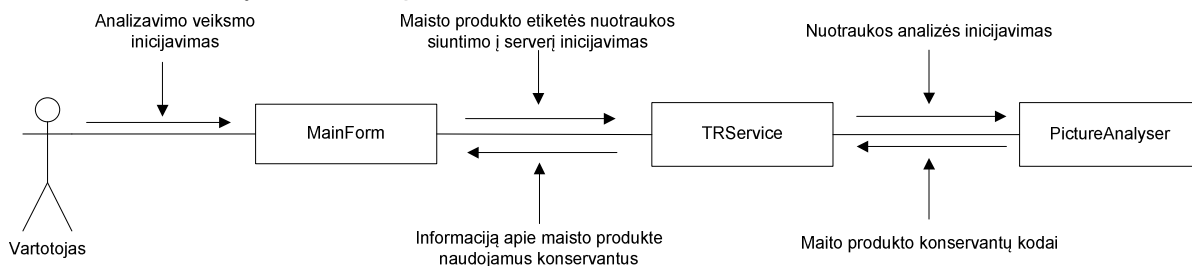 Analizavimo veiksmo
inicijavimas
Maisto produkto etiketės nuotraukos
siuntimo į serverį inicijavimas
Nuotraukos analizės inicijavimas
MainForm
TRService
PictureAnalyser
Vartotojas
Informaciją apie maisto produkte
naudojamus konservantus
Maito produkto konservantų kodai